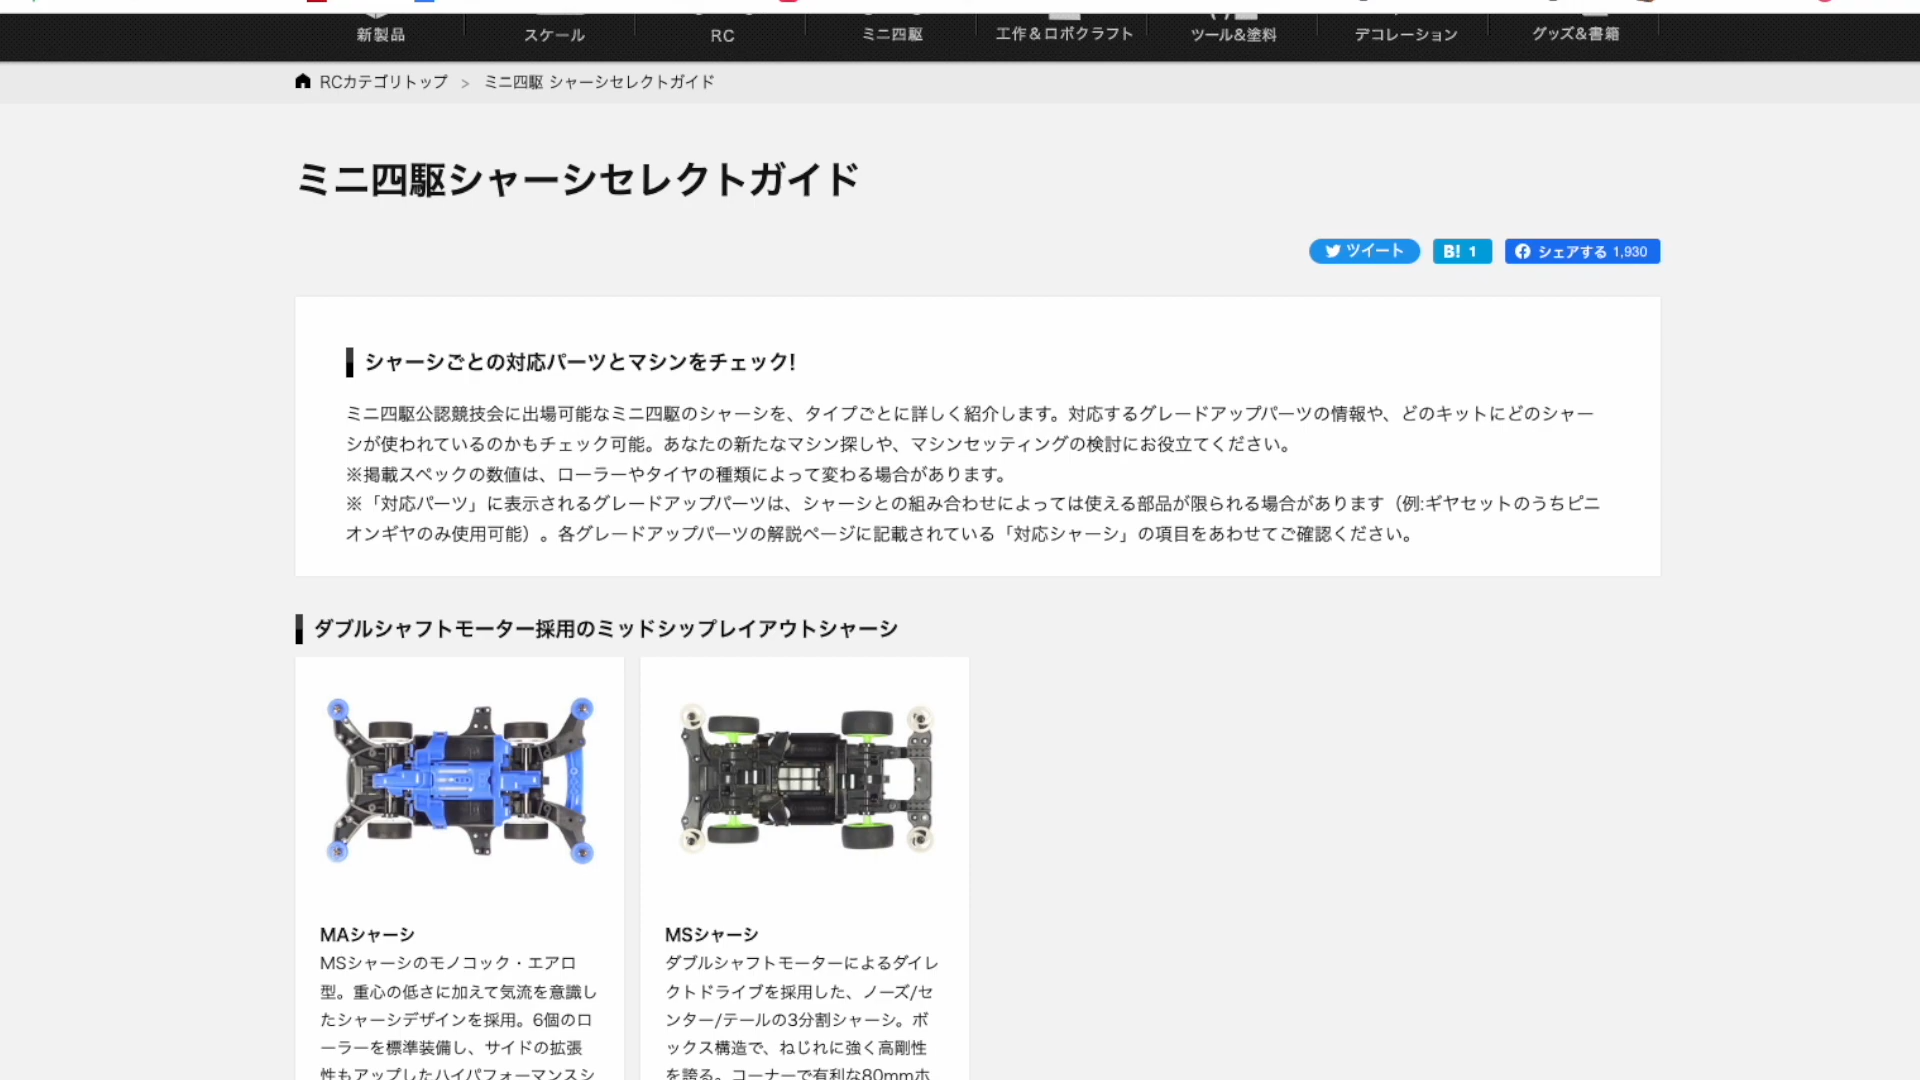 新製品 スケール RC ミニ四駆 工作&ロボクラフト ツール&塗料 デコレーション グッズ&書籍
RCカテゴリトップ > ミニ四駆 シャーシセレクトガイド
ミニ四駆シャーシセレクトガイド
ツイート B! 1 シェアする 1,930
シャーシごとの対応パーツとマシンをチェック!
ミニ四駆公認競技会に出場可能なミニ四駆のシャーシを、タイプごとに詳しく紹介します。対応するグレードアップパーツの情報や、どのキットにどのシャー
シが使われているのかもチェック可能。あなたの新たなマシン探しや、マシンセッティングの検討にお役立てください。
※掲載スペックの数値は、ローラーやタイヤの種類によって変わる場合があります。
※「対応パーツ」に表示されるグレードアップパーツは、シャーシとの組み合わせによっては使える部品が限られる場合があります（例:ギヤセットのうちピニ
オンギヤのみ使用可能）。各グレードアップパーツの解説ページに記載されている「対応シャーシ」の項目をあわせてご確認ください。
ダブルシャフトモーター採用のミッドシップレイアウトシャーシ
MAシャーシ
MSシャーシのモノコック・エアロ
型。重心の低さに加えて気流を意識し
たシャーシデザインを採用。6個のロ
ーラーを標準装備し、サイドの拡張
性もアップしたハイパフォーマンスシ
MSシャーシ
ダブルシャフトモーターによるダイレ
クトドライブを採用した、ノーズ/セ
ンター/テールの3分割シャーシ。ボ
ックス構造で、ねじれに強く高剛性
を誇る。コーナーで有利な80mmホ